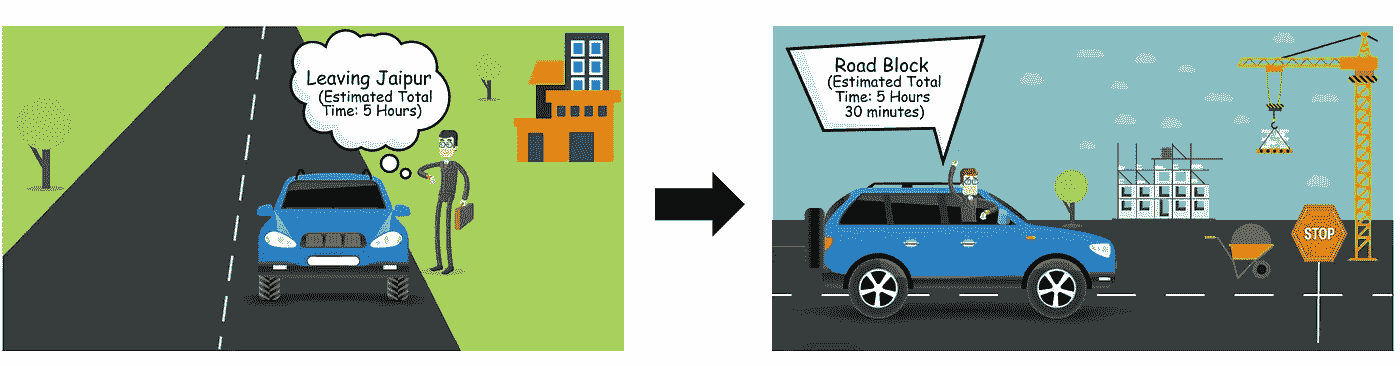 Leaving Jaipur
(Estimated Total
Time: 5 Hours)
Road Block
(Estimated Total
Time: 5 Hours
30 minutes)
STOP